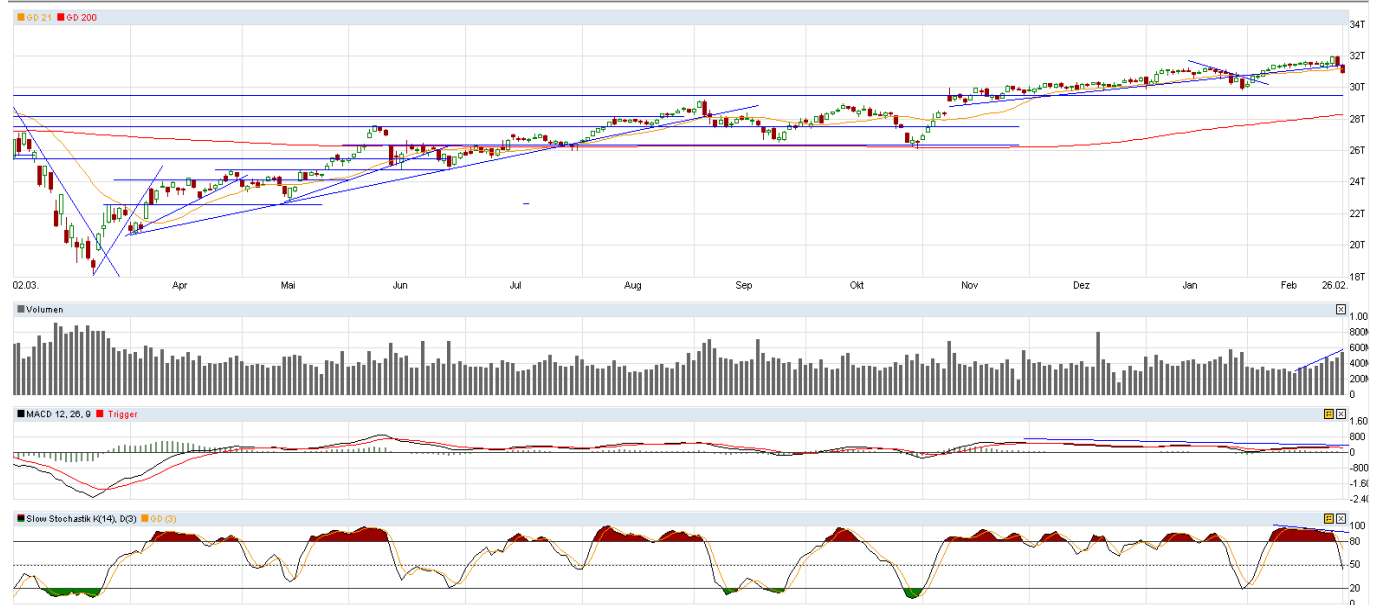 GD 21 GD 200
34T
32T
30T
28T
26T
24T
22T
20T
18T
02.03. Apr Mai Jun Jul Aug Sep Okt Nov Dez Jan Feb 26.02.
Volumen
1.00
800M
600M
400M
200M
0
MACD 12, 26, 9 Trigger
1.60
800
0
-800
-1.60
-2.40
Slow Stochastik K(14), D(3) GD (3)
100
80
50
20
0